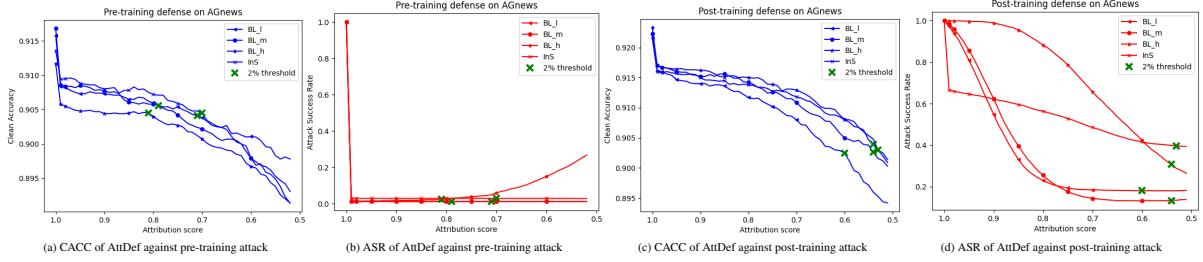 Pre-training defense on AGnews
Clean Accuracy
0.915
0.910
0.905
0.900
0.895
BL_l
BL_m
BL_h
InS
2% threshold
1.0 0.9 0.8 0.7 0.6 0.5
Attribution score
(a) CACC of AttDef against pre-training attack
Pre-training defense on AGnews
Attack Success Rate
1.0
0.8
0.6
0.4
0.2
0.0
BL_l
BL_m
BL_h
InS
2% threshold
1.0 0.9 0.8 0.7 0.6 0.5
Attribution score
(b) ASR of AttDef against pre-training attack
Post-training defense on AGnews
Clean Accuracy
0.920
0.915
0.910
0.905
0.900
0.895
BL_l
BL_m
BL_h
InS
2% threshold
1.0 0.9 0.8 0.7 0.6 0.5
Attribution score
(c) CACC of AttDef against post-training attack
Post-training defense on AGnews
Attack Success Rate
1.0
0.8
0.6
0.4
0.2
BL_l
BL_m
BL_h
InS
2% threshold
1.0 0.9 0.8 0.7 0.6 0.5
Attribution score
(d) ASR of AttDef against post-training attack